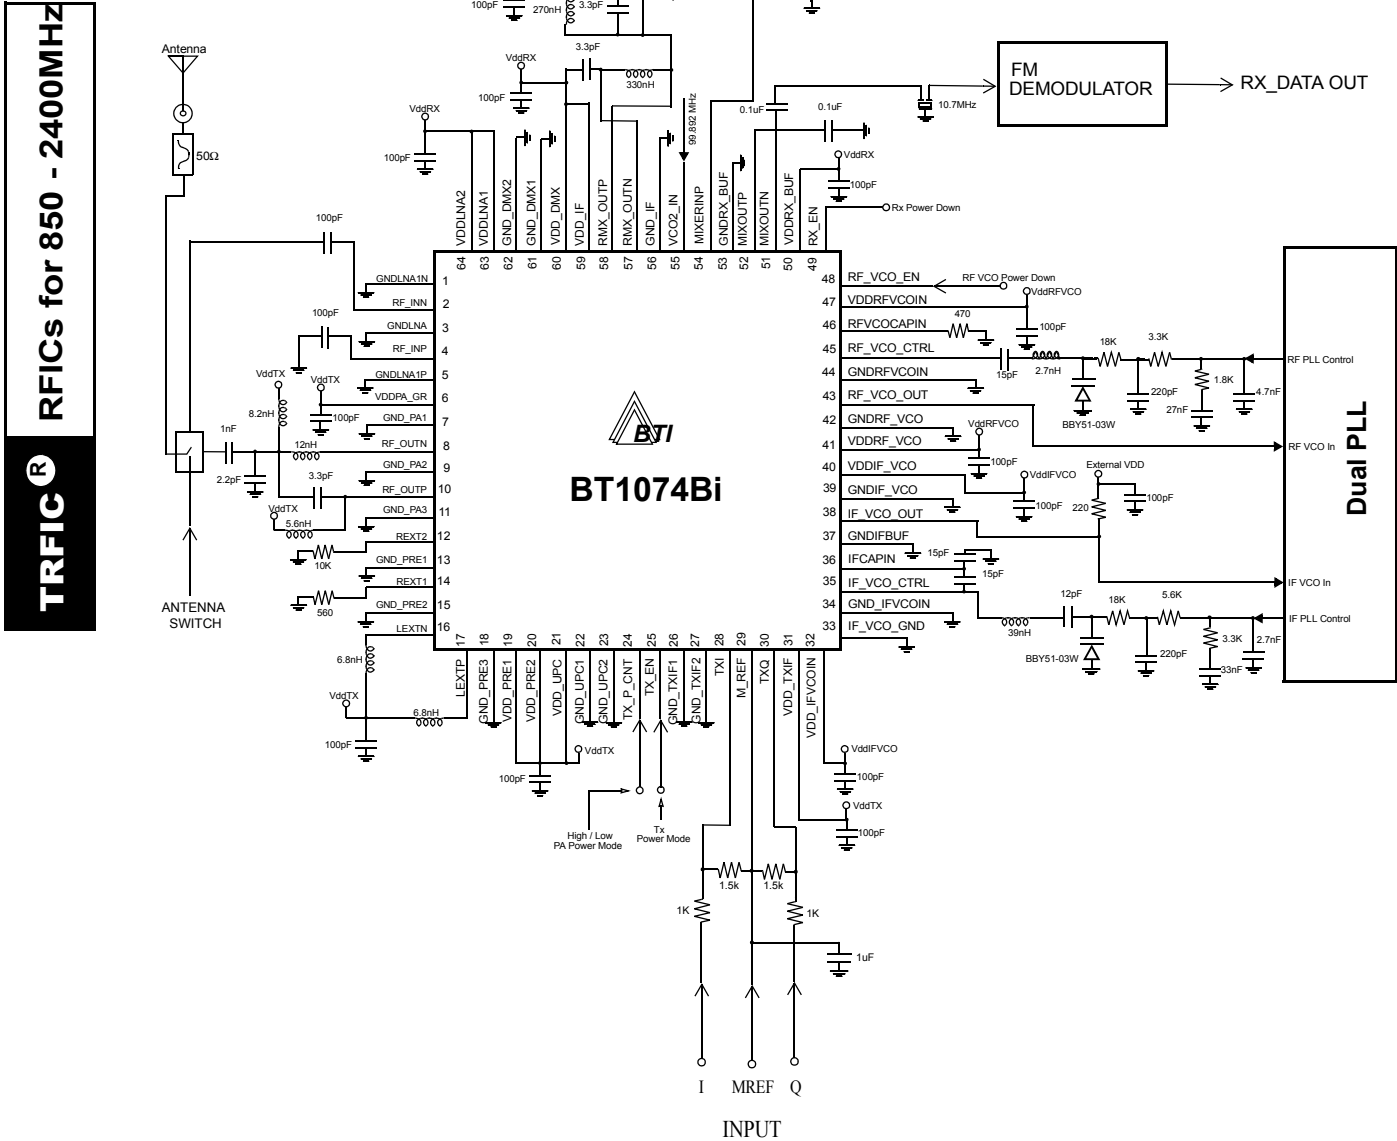 RFICs for 850 - 2400MHz
TRFIC ®
100pF
270nH
3.3pF
Antenna
50Ω
VddRX
3.3pF
330nH
100pF
VddRX
100pF
99.892 MHz
0.1uF
0.1uF
10.7MHz
FM
DEMODULATOR
RX_DATA OUT
VddRX
100pF
Rx Power Down
VDDLNA2
VDDLNA1
GND_DMX2
GND_DMX1
VDD_DMX
VDD_IF
RMX_OUTP
RMX_OUTN
GND_IF
VCO2_IN
MIXERINP
GNDRX_BUF
MIXOUTP
MIXOUTN
VDDRX_BUF
RX_EN
64
63
62
61
60
59
58
57
56
55
54
53
52
51
50
49
100pF
GNDLNA1N
1
RF_INN
2
100pF
GNDLNA
3
RF_INP
4
GNDLNA1P
5
VddTX
VddTX
VDDPA_GR
6
8.2nH
100pF
GND_PA1
7
1nF
12nH
RF_OUTN
8
GND_PA2
9
2.2pF
3.3pF
RF_OUTP
10
VddTX
GND_PA3
11
5.6nH
REXT2
12
10K
GND_PRE1
13
REXT1
14
560
GND_PRE2
15
LEXTN
16
ANTENNA
SWITCH
BTI
BT1074Bi
48
RF_VCO_EN
RF VCO Power Down
47
VDDRFVCOIN
VddRFVCO
46
RFVCOCAPIN
470
100pF
45
RF_VCO_CTRL
15pF
2.7nH
18K
3.3K
RF PLL Control
44
GNDRFVCOIN
BBY51-03W
220pF
1.8K
27nF
4.7nF
43
RF_VCO_OUT
RF VCO In
42
GNDRF_VCO
VddRFVCO
41
VDDRF_VCO
100pF
40
VDDIF_VCO
VddIFVCO
External VDD
39
GNDIF_VCO
100pF
220
100pF
38
IF_VCO_OUT
37
GNDIFBUF
36
IFCAPIN
15pF
15pF
35
IF_VCO_CTRL
IF VCO In
34
GND_IFVCOIN
39nH
12pF
18K
5.6K
IF PLL Control
33
IF_VCO_GND
BBY51-03W
220pF
3.3K
33nF
2.7nF
Dual PLL
17
18
19
20
21
22
23
24
25
26
27
28
29
30
31
32
LEXTP
GND_PRE3
VDD_PRE1
VDD_PRE2
VDD_UPC
GND_UPC1
GND_UPC2
TX_P_CNT
TX_EN
GND_TXIF1
GND_TXIF2
TXI
M_REF
TXQ
VDD_TXIF
VDD_IFVCOIN
6.8nH
VddTX
6.8nH
100pF
VddTX
100pF
High / Low
PA Power Mode
Tx
Power Mode
VddIFVCO
100pF
VddTX
100pF
1.5k
1.5k
1K
1K
1uF
I
MREF
Q
INPUT